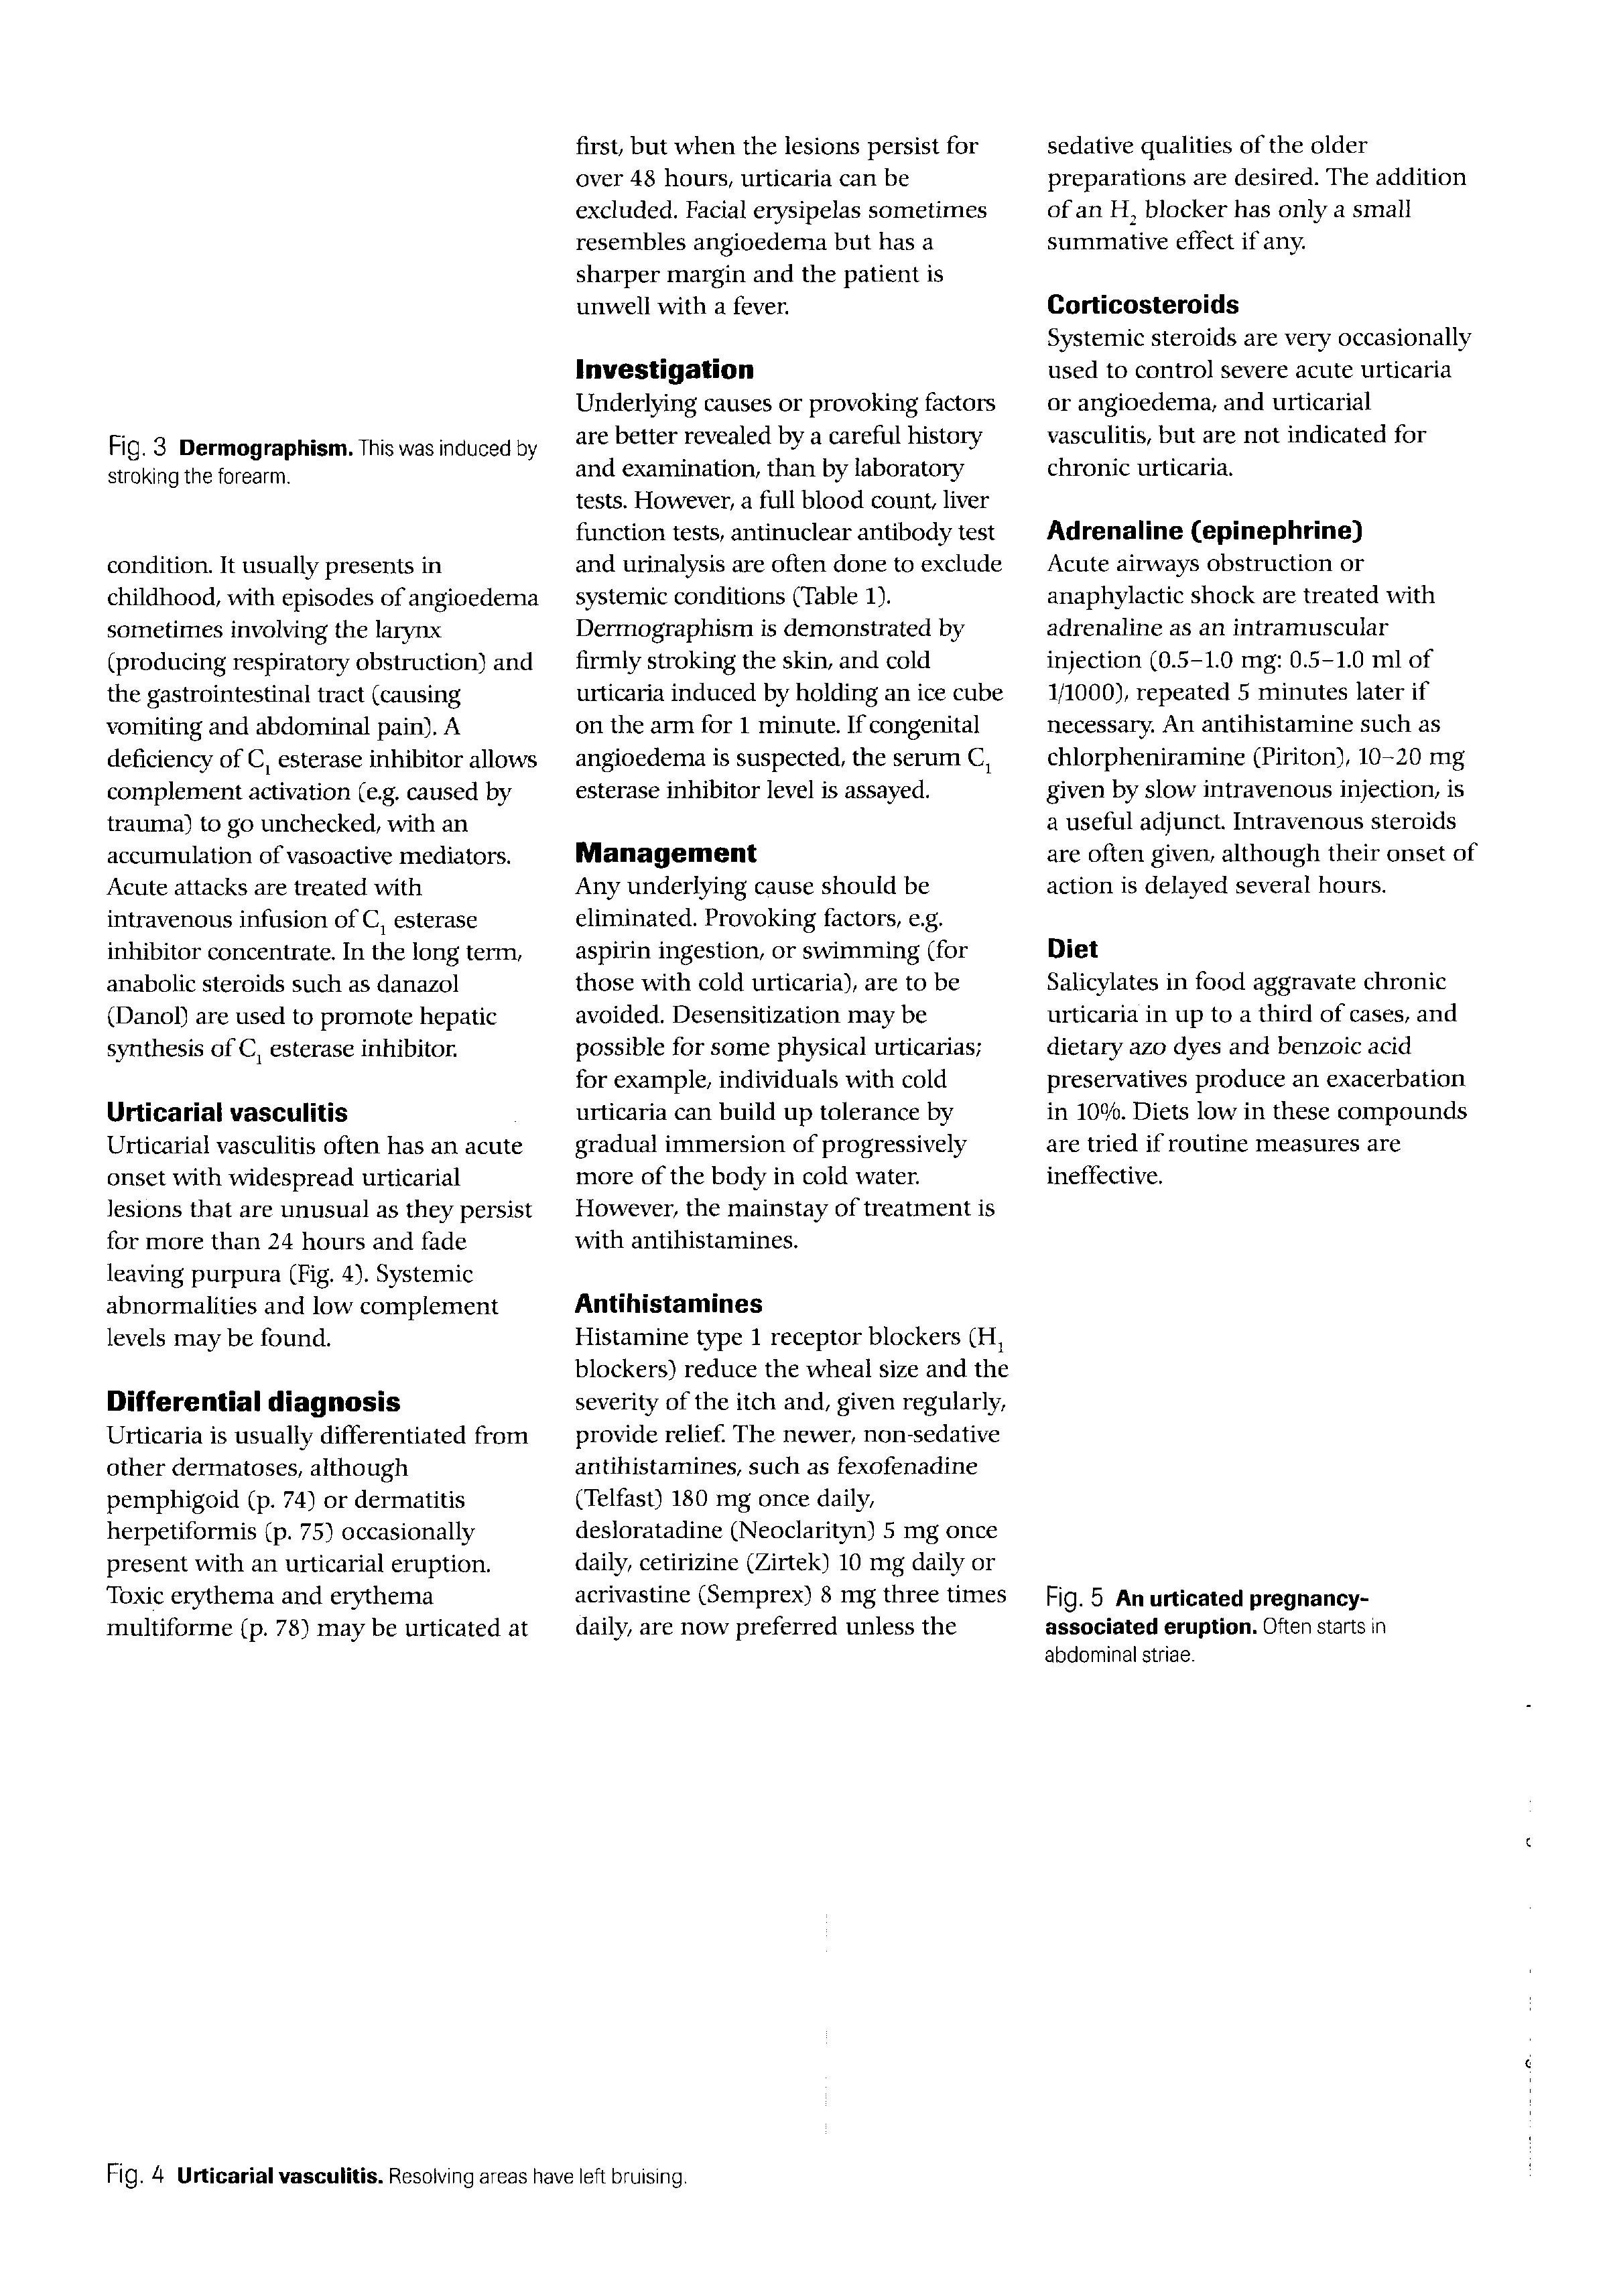 Fig. 3 Dermographism. This was induced by
stroking the forearm.
condition. It usually presents in
childhood, with episodes of angioedema
sometimes involving the larynx
(producing respiratory obstruction) and
the gastrointestinal tract (causing
vomiting and abdominal pain). A
deficiency of C₁ esterase inhibitor allows
complement activation (e.g. caused by
trauma) to go unchecked, with an
accumulation of vasoactive mediators.
Acute attacks are treated with
intravenous infusion of C₁ esterase
inhibitor concentrate. In the long term,
anabolic steroids such as danazol
(Danol) are used to promote hepatic
synthesis of C₁ esterase inhibitor.
Urticarial vasculitis
Urticarial vasculitis often has an acute
onset with widespread urticarial
lesions that are unusual as they persist
for more than 24 hours and fade
leaving purpura (Fig. 4). Systemic
abnormalities and low complement
levels may be found.
Differential diagnosis
Urticaria is usually differentiated from
other dermatoses, although
pemphigoid (p. 74) or dermatitis
herpetiformis (p. 75) occasionally
present with an urticarial eruption.
Toxic erythema and erythema
multiforme (p. 78) may be urticated at
first, but when the lesions persist for
over 48 hours, urticaria can be
excluded. Facial erysipelas sometimes
resembles angioedema but has a
sharper margin and the patient is
unwell with a fever.
Investigation
Underlying causes or provoking factors
are better revealed by a careful history
and examination, than by laboratory
tests. However, a full blood count, liver
function tests, antinuclear antibody test
and urinalysis are often done to exclude
systemic conditions (Table 1).
Dermographism is demonstrated by
firmly stroking the skin, and cold
urticaria induced by holding an ice cube
on the arm for 1 minute. If congenital
angioedema is suspected, the serum C₁
esterase inhibitor level is assayed.
Management
Any underlying cause should be
eliminated. Provoking factors, e.g.
aspirin ingestion, or swimming (for
those with cold urticaria), are to be
avoided. Desensitization may be
possible for some physical urticarias;
for example, individuals with cold
urticaria can build up tolerance by
gradual immersion of progressively
more of the body in cold water.
However, the mainstay of treatment is
with antihistamines.
Antihistamines
Histamine type 1 receptor blockers (H₁
blockers) reduce the wheal size and the
severity of the itch and, given regularly,
provide relief. The newer, non-sedative
antihistamines, such as fexofenadine
(Telfast) 180 mg once daily,
desloratadine (Neoclarityn) 5 mg once
daily, cetirizine (Zirtek) 10 mg daily or
acrivastine (Semprex) 8 mg three times
daily, are now preferred unless the
sedative qualities of the older
preparations are desired. The addition
of an H₂ blocker has only a small
summative effect if any.
Corticosteroids
Systemic steroids are very occasionally
used to control severe acute urticaria
or angioedema, and urticarial
vasculitis, but are not indicated for
chronic urticaria.
Adrenaline (epinephrine)
Acute airways obstruction or
anaphylactic shock are treated with
adrenaline as an intramuscular
injection (0.5–1.0 mg: 0.5–1.0 ml of
1/1000), repeated 5 minutes later if
necessary. An antihistamine such as
chlorpheniramine (Piriton), 10–20 mg
given by slow intravenous injection, is
a useful adjunct. Intravenous steroids
are often given, although their onset of
action is delayed several hours.
Diet
Salicylates in food aggravate chronic
urticaria in up to a third of cases, and
dietary azo dyes and benzoic acid
preservatives produce an exacerbation
in 10%. Diets low in these compounds
are tried if routine measures are
ineffective.
Fig. 5 An urticated pregnancy-
associated eruption. Often starts in
abdominal striae.
Fig. 4 Urticarial vasculitis. Resolving areas have left bruising.